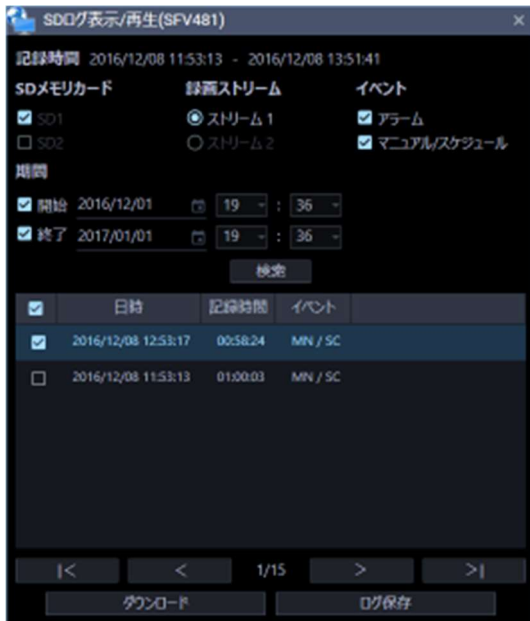 SDログ表示/再生(SFV481)
記録時間 2016/12/08 11:53:13 - 2016/12/08 13:51:41
SDメモリカード 録画ストリーム イベント
SD1 ストリーム 1 アラーム
SD2 ストリーム 2 マニュアル/スケジュール
期間
開始 2016/12/01 19 : 36
終了 2017/01/01 19 : 36
検索
日時 記録時間 イベント
2016/12/08 12:53:17 00:58:24 MN / SC
2016/12/08 11:53:13 01:00:03 MN / SC
|< < 1/15 > >|
ダウンロード ログ保存